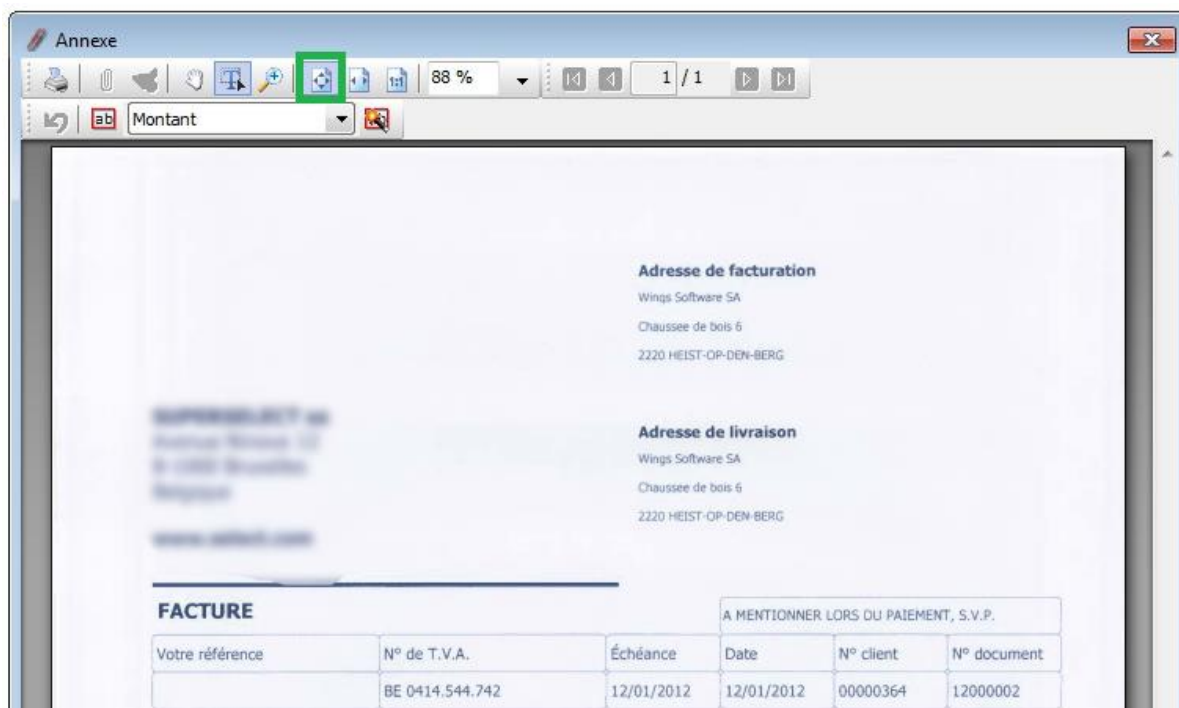 Annexe
88 %
1 / 1
1:1
ab
Montant
Adresse de facturation
Wings Software SA
Chaussee de bois 6
2220 HEIST-OP-DEN-BERG
Adresse de livraison
Wings Software SA
Chaussee de bois 6
2220 HEIST-OP-DEN-BERG
FACTURE
A MENTIONNER LORS DU PAIEMENT, S.V.P.
Votre référence N° de T.V.A. Échéance Date N° client N° document
BE 0414.544.742 12/01/2012 12/01/2012 00000364 12000002